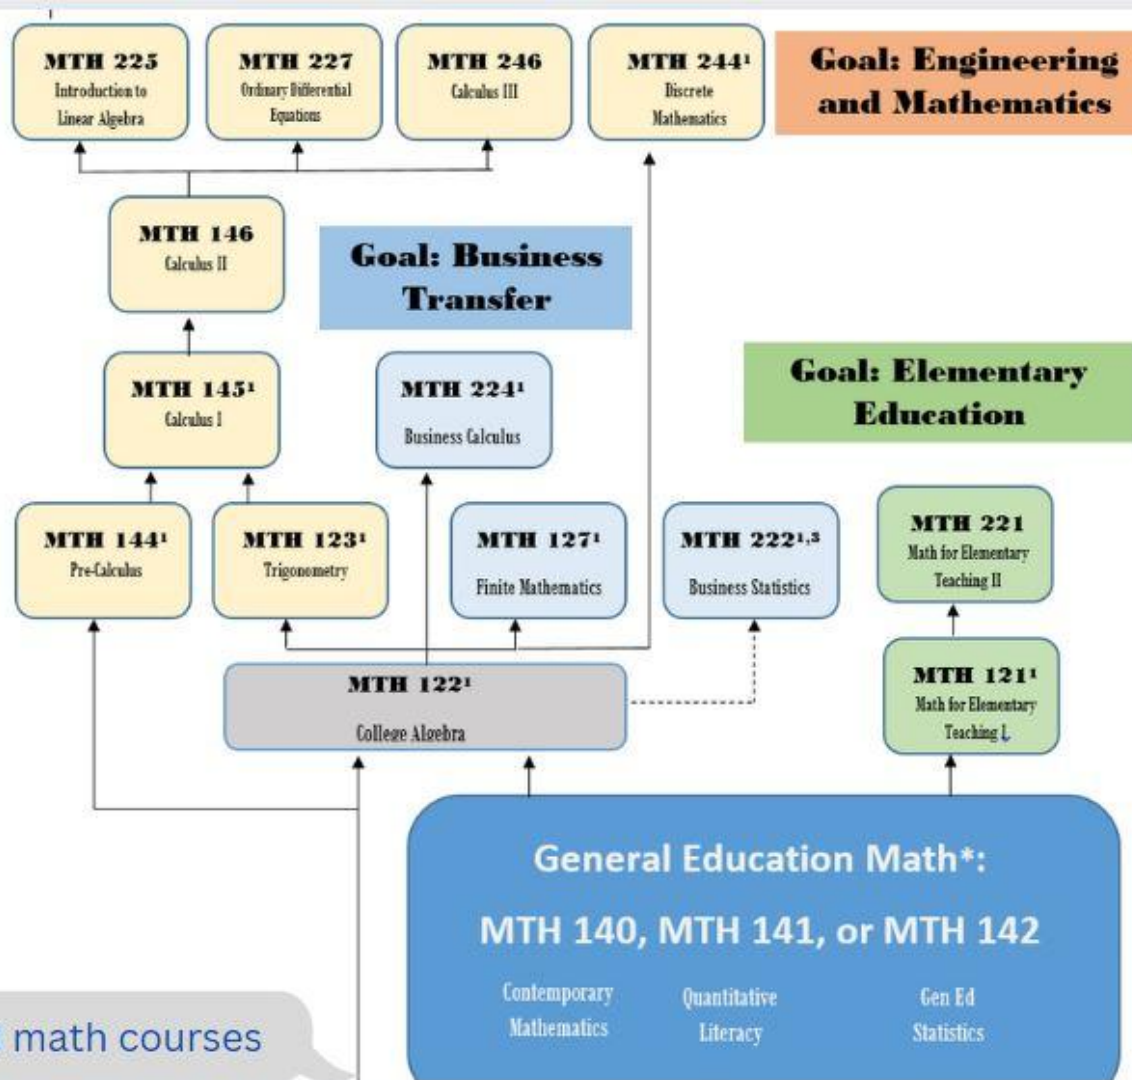 MTH 225
Introduction to
Linear Algebra
MTH 227
Ordinary Differential
Equations
MTH 246
Calculus III
MTH 244¹
Discrete
Mathematics
Goal: Engineering
and Mathematics
MTH 146
Calculus II
Goal: Business
Transfer
MTH 145¹
Calculus I
MTH 224¹
Business Calculus
Goal: Elementary
Education
MTH 144¹
Pre-Calculus
MTH 123¹
Trigonometry
MTH 127¹
Finite Mathematics
MTH 222¹,³
Business Statistics
MTH 221
Math for Elementary
Teaching II
MTH 122¹
College Algebra
MTH 121¹
Math for Elementary
Teaching I
General Education Math*:
MTH 140, MTH 141, or MTH 142
Contemporary
Mathematics
Quantitative
Literacy
Gen Ed
Statistics
math courses